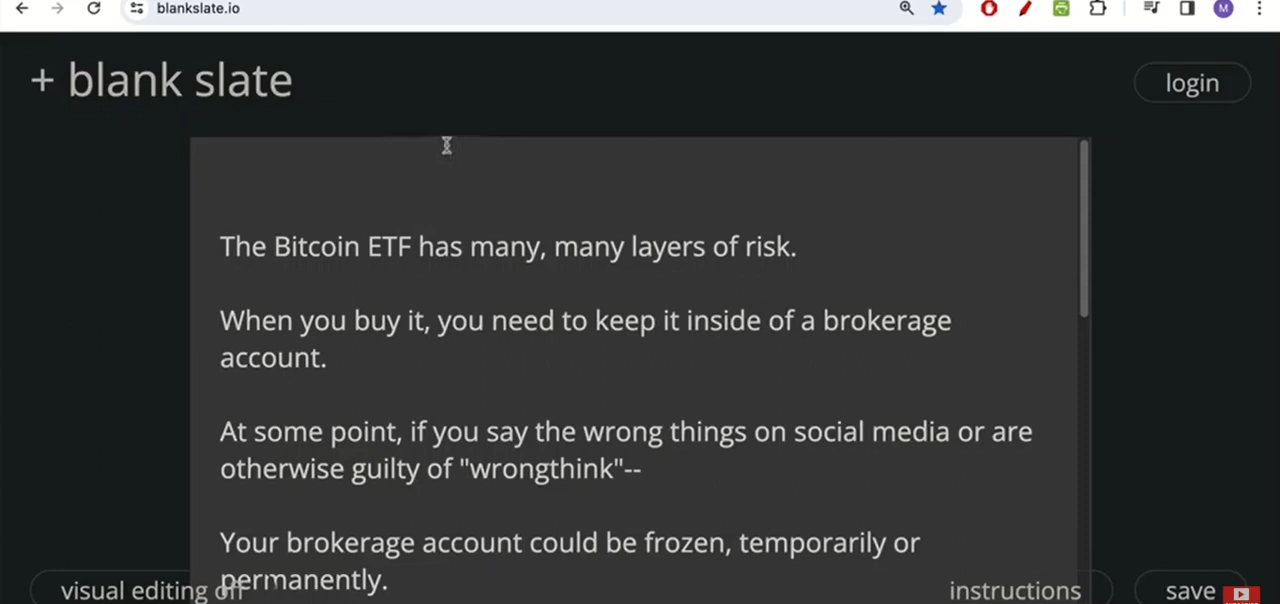 blankslate.io
M
+ blank slate
login
The Bitcoin ETF has many, many layers of risk.
When you buy it, you need to keep it inside of a brokerage
account.
At some point, if you say the wrong things on social media or are
otherwise guilty of "wrongthink"--
Your brokerage account could be frozen, temporarily or
permanently.
visual editing off
instructions
save